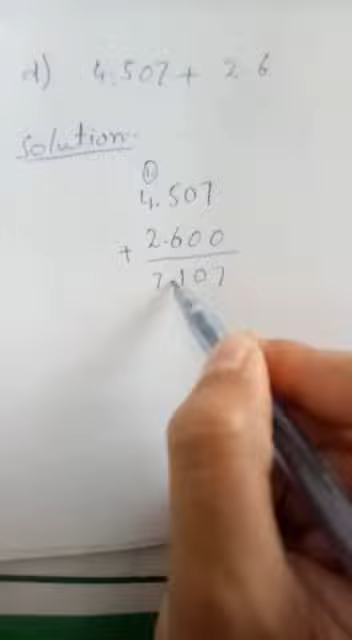 d) 4.507 + 2.6
Solution.
1
4.507
+ 2.600
7.107